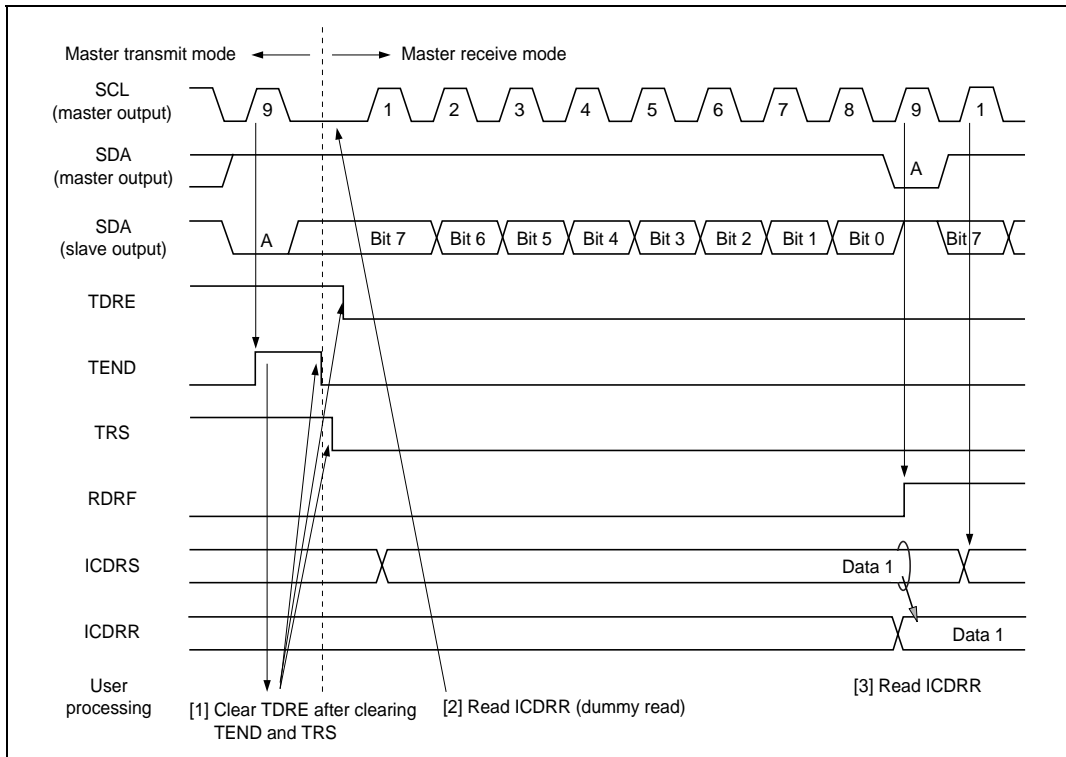 Master transmit mode
Master receive mode
SCL
(master output)
9
1
2
3
4
5
6
7
8
9
1
SDA
(master output)
A
SDA
(slave output)
A
Bit 7
Bit 6
Bit 5
Bit 4
Bit 3
Bit 2
Bit 1
Bit 0
Bit 7
TDRE
TEND
TRS
RDRF
ICDRS
Data 1
ICDRR
Data 1
User
processing
[1] Clear TDRE after clearing
TEND and TRS
[2] Read ICDRR (dummy read)
[3] Read ICDRR